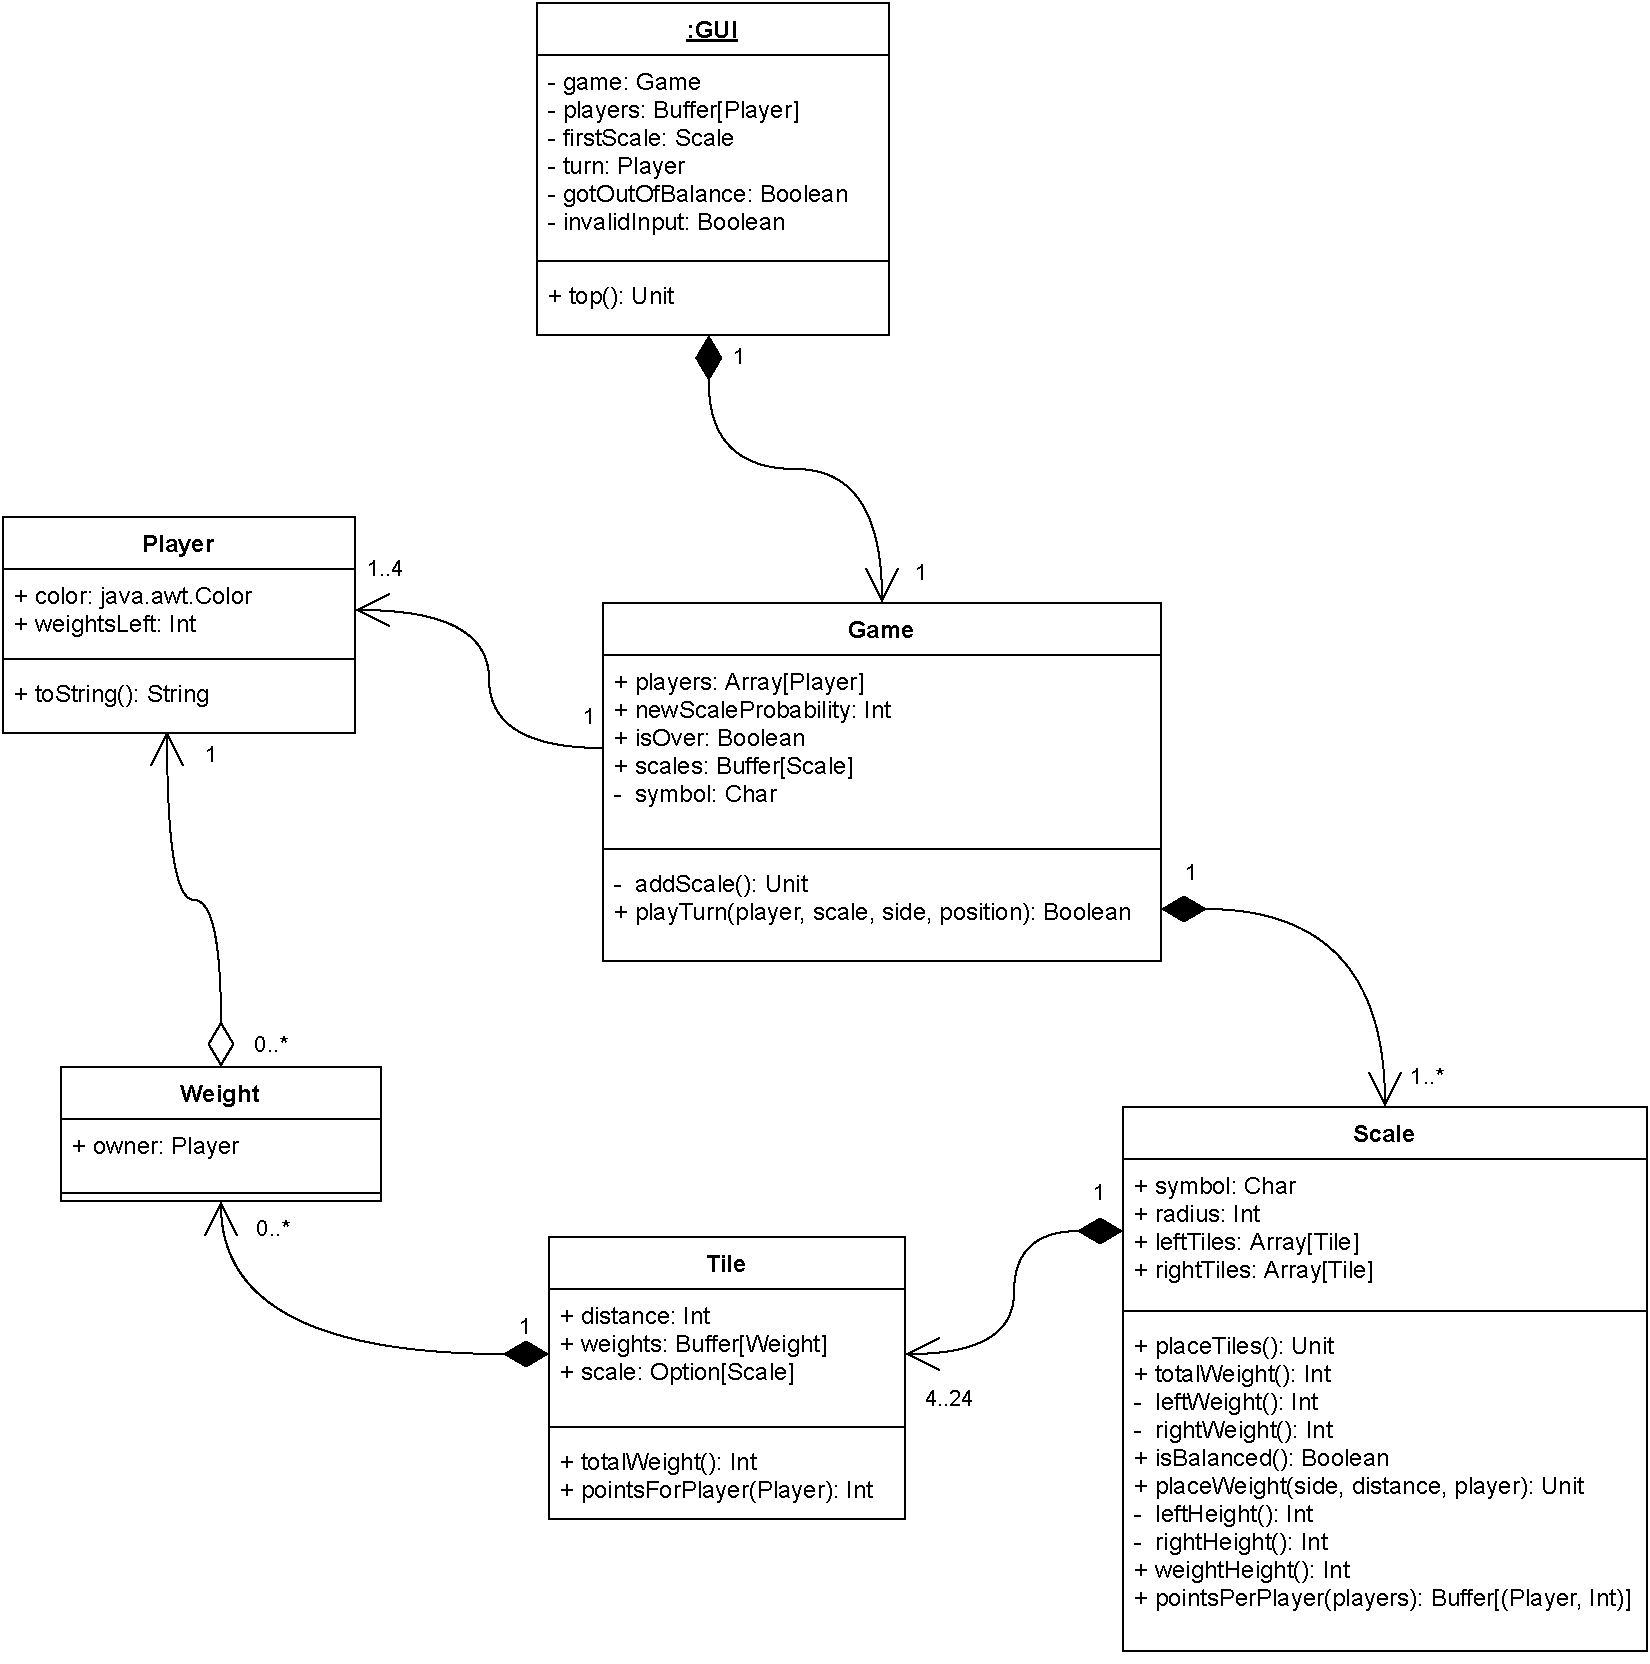 :GUI
- game: Game
- players: Buffer[Player]
- firstScale: Scale
- turn: Player
- gotOutOfBalance: Boolean
- invalidInput: Boolean
+ top(): Unit
1
1
Player
+ color: java.awt.Color
+ weightsLeft: Int
+ toString(): String
1..4
1
1
Game
+ players: Array[Player]
+ newScaleProbability: Int
+ isOver: Boolean
+ scales: Buffer[Scale]
- symbol: Char
- addScale(): Unit
+ playTurn(player, scale, side, position): Boolean
1
1..*
0..*
Weight
+ owner: Player
0..*
Tile
+ distance: Int
+ weights: Buffer[Weight]
+ scale: Option[Scale]
+ totalWeight(): Int
+ pointsForPlayer(Player): Int
1
4..24
1
Scale
+ symbol: Char
+ radius: Int
+ leftTiles: Array[Tile]
+ rightTiles: Array[Tile]
+ placeTiles(): Unit
+ totalWeight(): Int
- leftWeight(): Int
- rightWeight(): Int
+ isBalanced(): Boolean
+ placeWeight(side, distance, player): Unit
- leftHeight(): Int
- rightHeight(): Int
+ weightHeight(): Int
+ pointsPerPlayer(players): Buffer[(Player, Int)]